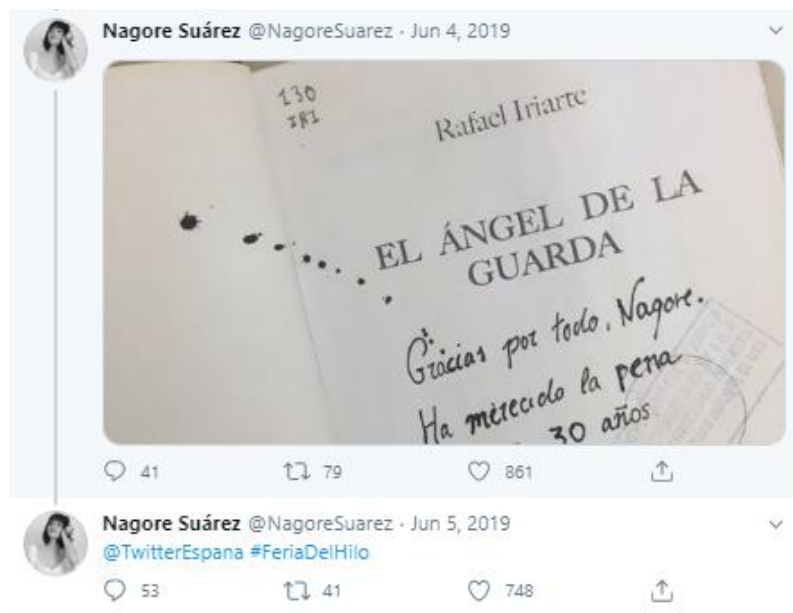 Nagore Suárez @NagoreSuarez · Jun 4, 2019
130
IRI
Rafael Iriarte
EL ÁNGEL DE LA
GUARDA
Gracias por todo, Nagore.
Ha merecido la pena
30 años
41 79 861
Nagore Suárez @NagoreSuarez · Jun 5, 2019
@TwitterEspana #FeriaDelHilo
53 41 748